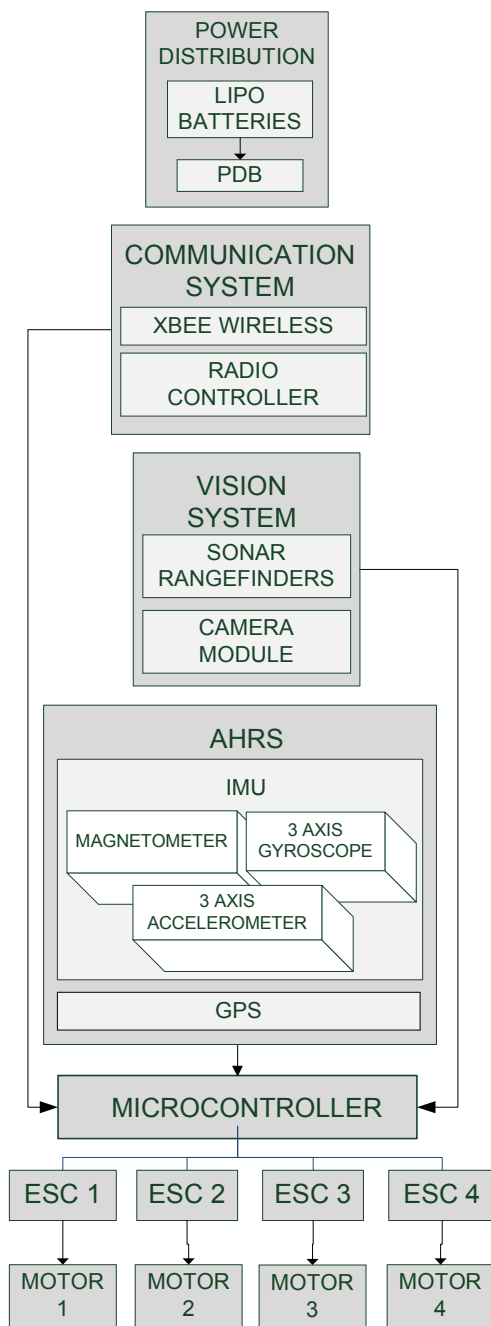 POWER
DISTRIBUTION
LIPO
BATTERIES
PDB
COMMUNICATION
SYSTEM
XBEE WIRELESS
RADIO
CONTROLLER
VISION
SYSTEM
SONAR
RANGEFINDERS
CAMERA
MODULE
AHRS
IMU
MAGNETOMETER
3 AXIS
GYROSCOPE
3 AXIS
ACCELEROMETER
GPS
MICROCONTROLLER
ESC 1
ESC 2
ESC 3
ESC 4
MOTOR
1
MOTOR
2
MOTOR
3
MOTOR
4